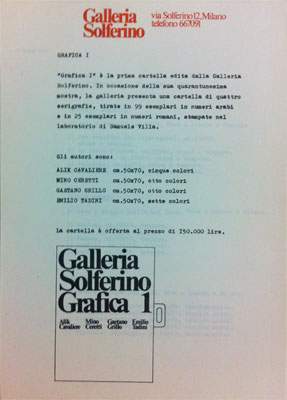 Galleria
Solferino
via Solferino 12, Milano
telefono 667091
GRAFICA I
"Grafica I" è la prima cartella edita dalla Galleria
Solferino. In occasione della sua quarantunesima
mostra, la galleria presenta una cartella di quattro
serigrafie, tirate in 99 esemplari in numeri arabi
e in 25 esemplari in numeri romani, stampate nel
laboratorio di Samuele Villa.
Gli autori sono:
ALIK CAVALIERE cm.50x70, cinque colori
MINO CERETTI cm.50x70, otto colori
GAETANO GRILLO cm.50x70, otto colori
EMILIO TADINI cm.50x70, sette colori
La cartella è offerta al prezzo di I50.000 lire.
Galleria
Solferino
Grafica 1
Alik Cavaliere
Mino Ceretti
Gaetano Grillo
Emilio Tadini